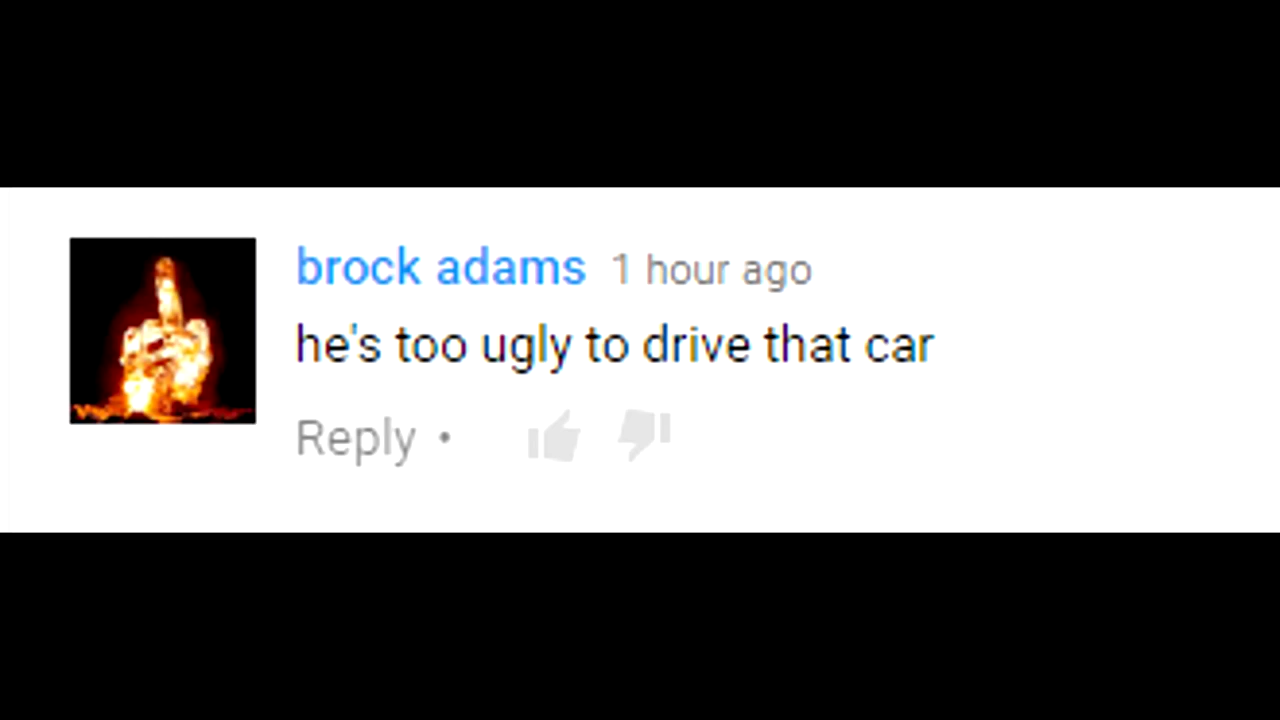 brock adams 1 hour ago
he's too ugly to drive that car
Reply •